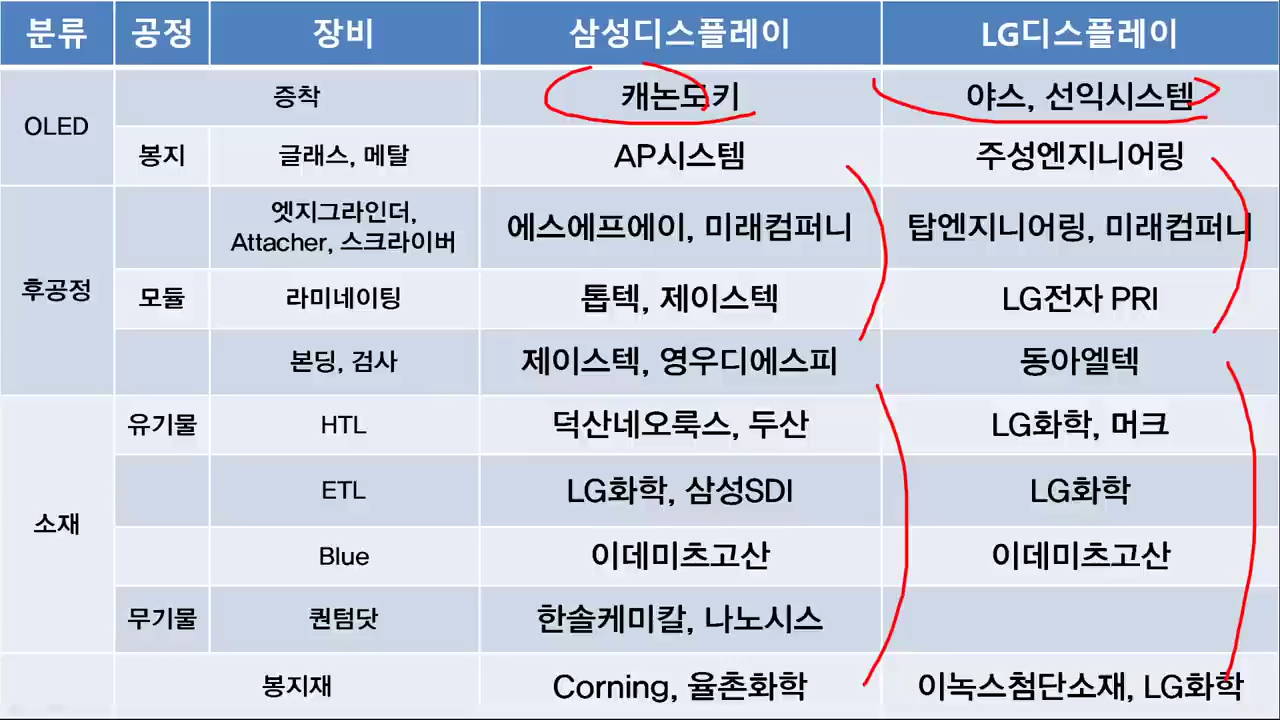 분류 공정 장비 삼성디스플레이 LG디스플레이
OLED
증착 캐논도키 야스, 선익시스템
봉지 글래스, 메탈 AP시스템 주성엔지니어링
후공정
엣지그라인더,
Attacher, 스크라이버
에스에프에이, 미래컴퍼니 탑엔지니어링, 미래컴퍼니
모듈 라미네이팅 톱텍, 제이스텍 LG전자 PRI
본딩, 검사 제이스텍, 영우디에스피 동아엘텍
소재
유기물 HTL 덕산네오룩스, 두산 LG화학, 머크
ETL LG화학, 삼성SDI LG화학
Blue 이데미츠고산 이데미츠고산
무기물 퀀텀닷 한솔케미칼, 나노시스
봉지재 Corning, 율촌화학 이녹스첨단소재, LG화학